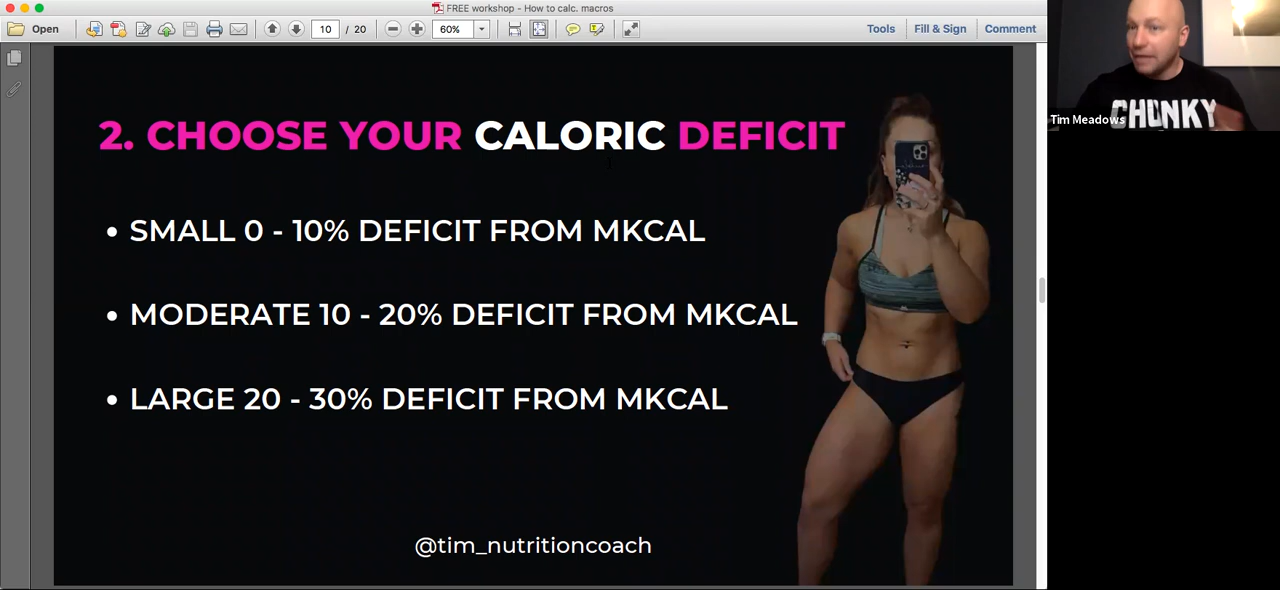 FREE workshop - How to calc. macros
Open
10 / 20
60%
Tools
Fill & Sign
Comment
2. CHOOSE YOUR CALORIC DEFICIT
• SMALL 0 - 10% DEFICIT FROM MKCAL
• MODERATE 10 - 20% DEFICIT FROM MKCAL
• LARGE 20 - 30% DEFICIT FROM MKCAL
@tim_nutritioncoach
CHUNKY
Tim Meadows